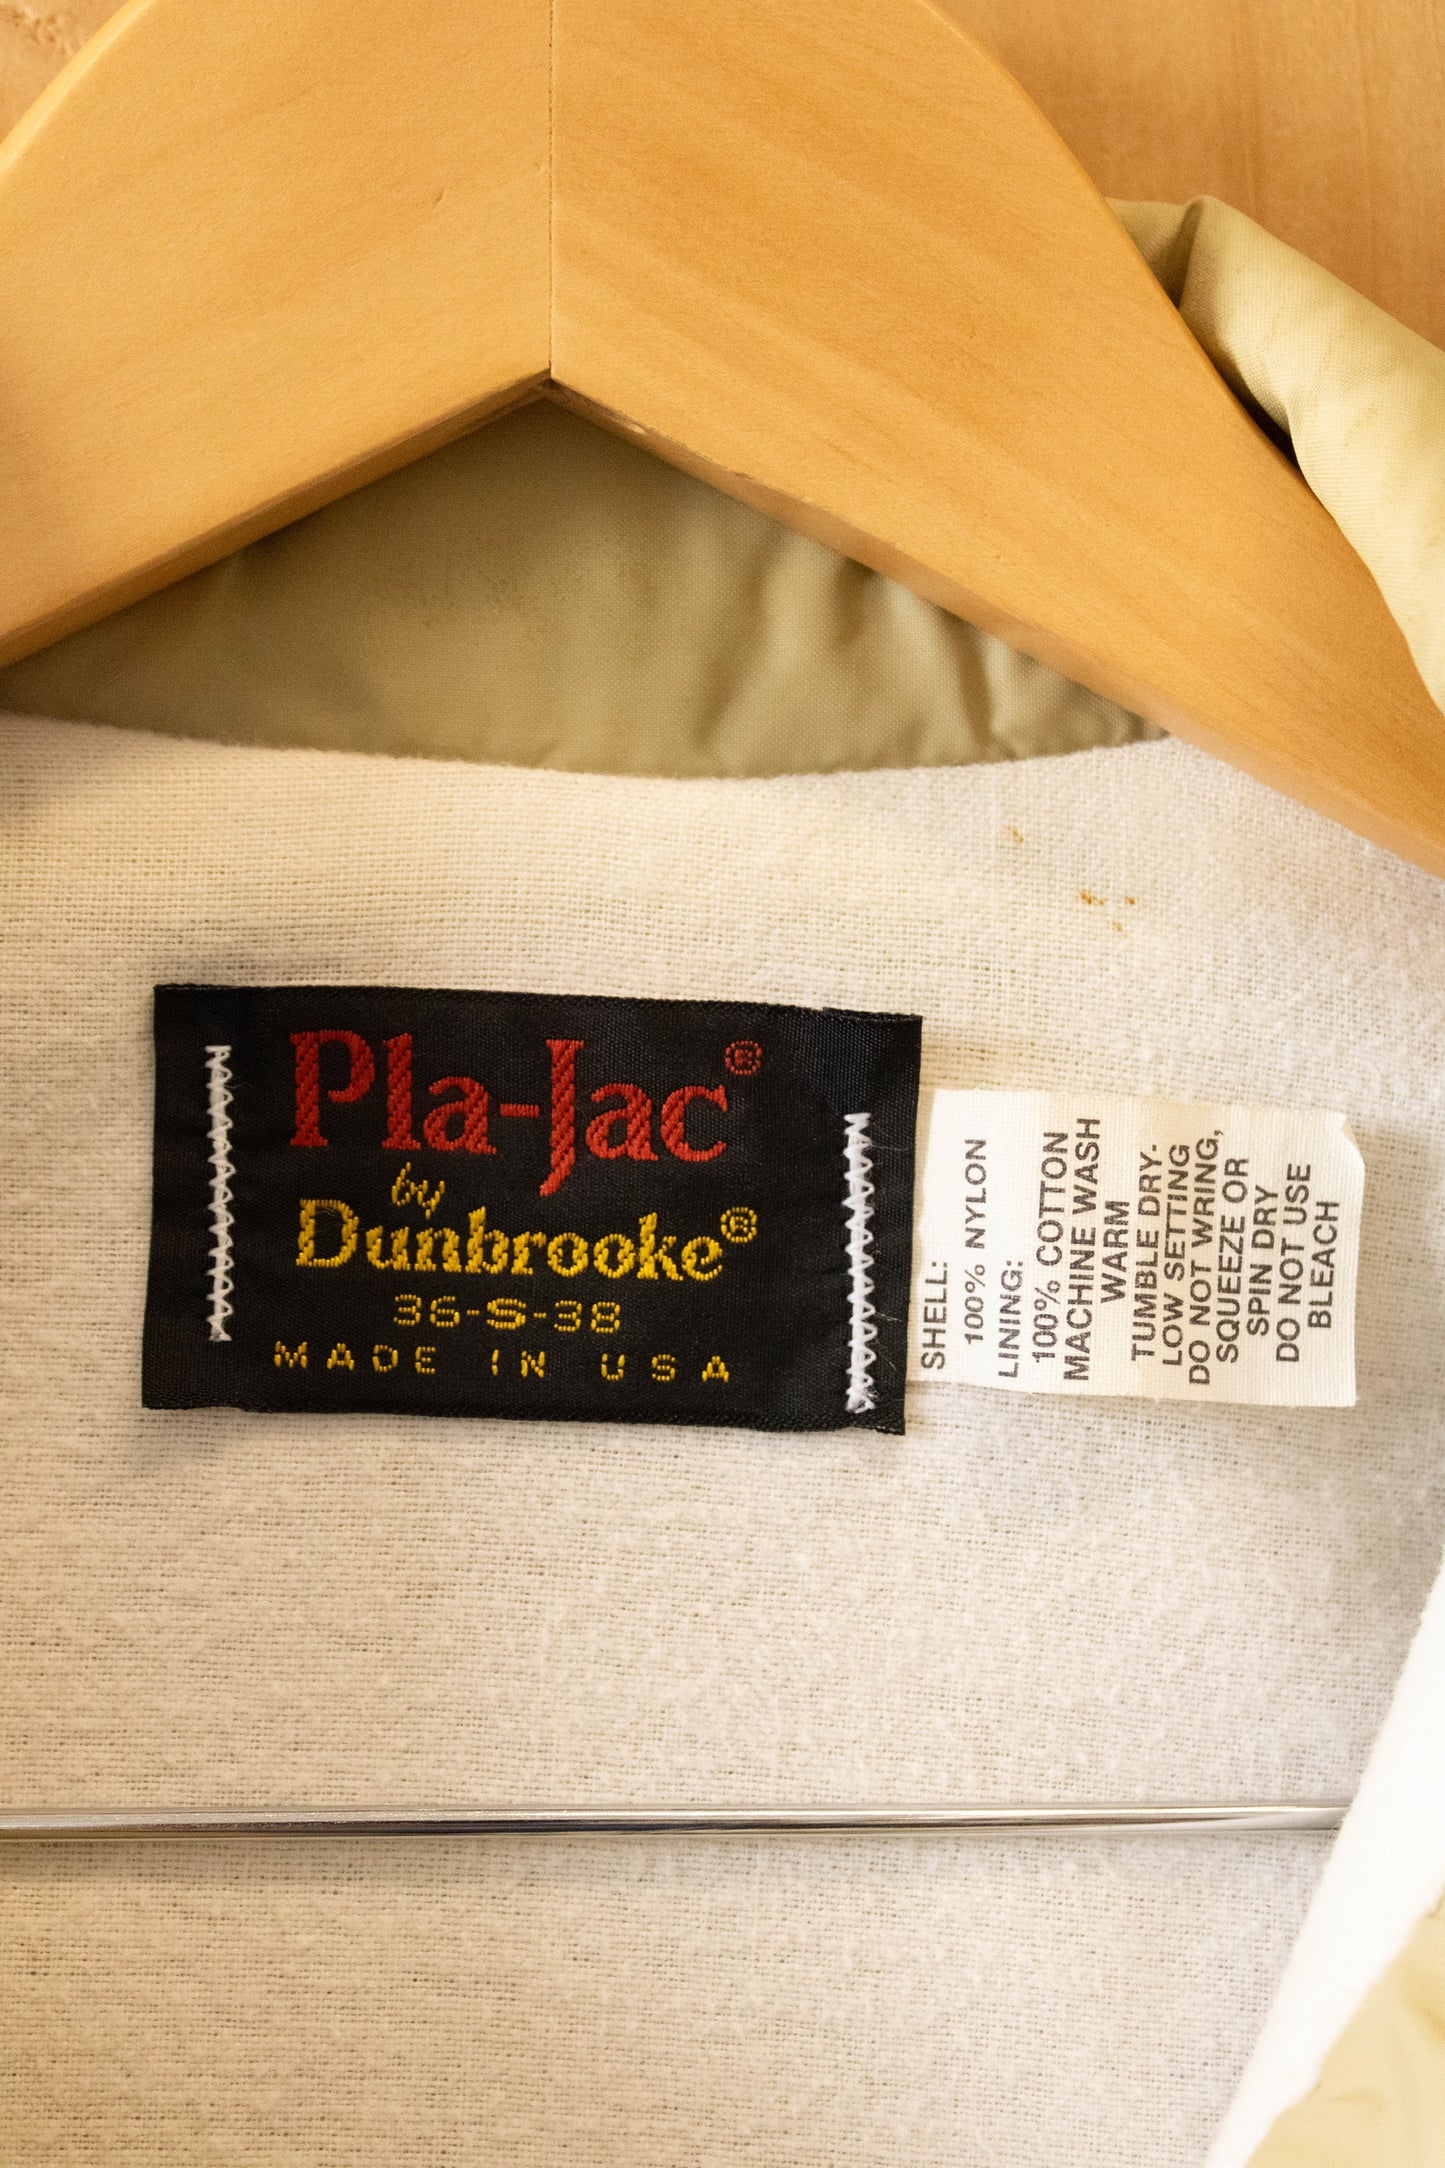 Pla-Jac®
by
Dunbrooke®
36-S-38
MADE IN USA
SHELL:
100% NYLON
LINING:
100% COTTON
MACHINE WASH
WARM
TUMBLE DRY-
LOW SETTING
DO NOT WRING,
SQUEEZE OR
SPIN DRY
DO NOT USE
BLEACH